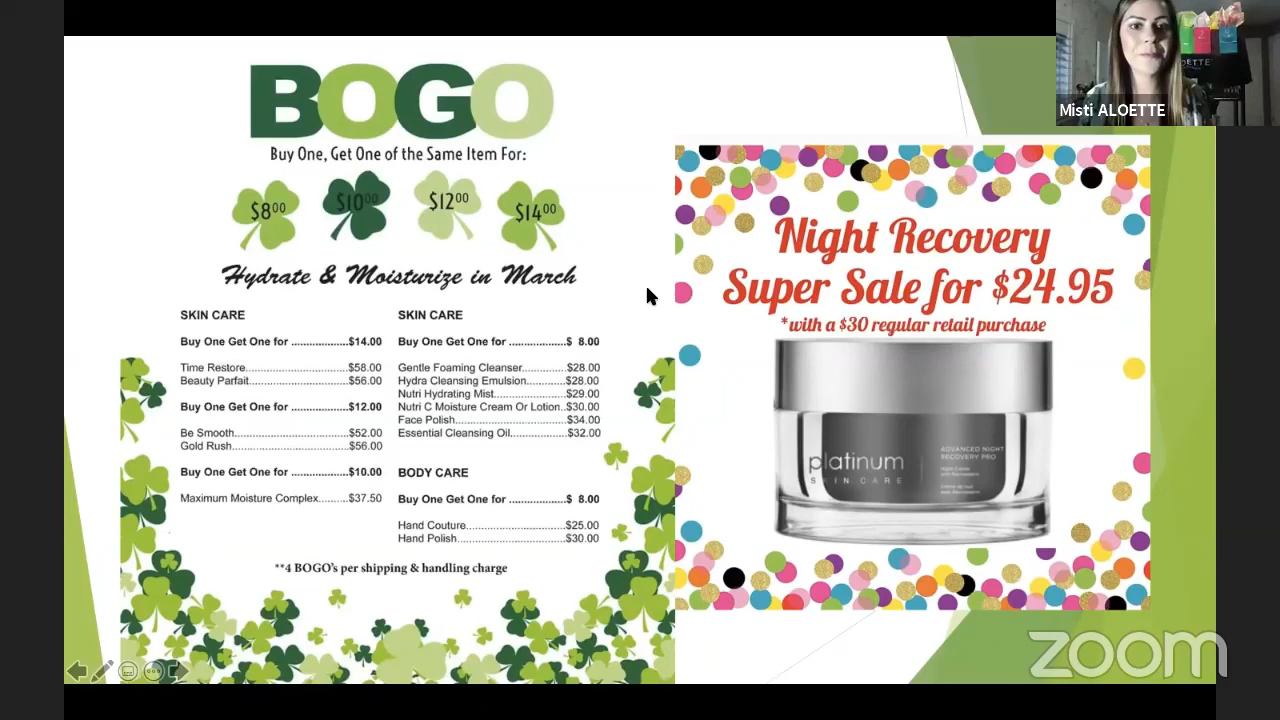 BOGO
Buy One, Get One of the Same Item For:
$8.00
$10.00
$12.00
$14.00
Hydrate & Moisturize in March
SKIN CARE
Buy One Get One for ...................$14.00
Time Restore.....................................$58.00
Beauty Parfait....................................$56.00
Buy One Get One for ...................$12.00
Be Smooth........................................$52.00
Gold Rush.........................................$56.00
Buy One Get One for ...................$10.00
Maximum Moisture Complex..........$37.50
SKIN CARE
Buy One Get One for ...................$ 8.00
Gentle Foaming Cleanser..............$28.00
Hydra Cleansing Emulsion.............$28.00
Nutri Hydrating Mist........................$29.00
Nutri C Moisture Cream Or Lotion..$30.00
Face Polish.....................................$34.00
Essential Cleansing Oil..................$32.00
BODY CARE
Buy One Get One for ...................$ 8.00
Hand Couture.................................$25.00
Hand Polish....................................$30.00
**4 BOGO's per shipping & handling charge
Night Recovery
Super Sale for $24.95
*with a $30 regular retail purchase
platinum
SKIN CARE
ADVANCED NIGHT
RECOVERY PRO
Misti ALOETTE
zoom